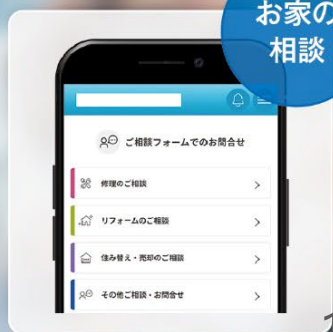 お家の
相談
ご相談フォームでのお問合せ
修理のご相談
リフォームのご相談
住み替え・売却のご相談
その他ご相談・お問合せ